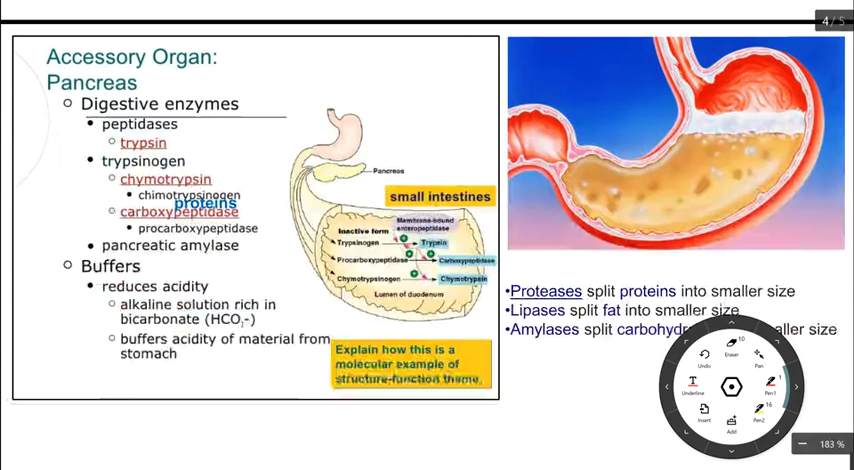 4 / 5
Accessory Organ:
Pancreas
Digestive enzymes
peptidases
trypsin
trypsinogen
chymotrypsin
chimotrypsinogen
proteins
carboxypeptidase
procarboxypeptidase
pancreatic amylase
Buffers
reduces acidity
alkaline solution rich in
bicarbonate (HCO3-)
buffers acidity of material from
stomach
Pancreas
small intestines
Membrane-bound
enteropeptidase
Inactive form
Trypsinogen
Trypsin
Procarboxypeptidase
Carboxypeptidase
Chymotrypsinogen
Chymotrypsin
Lumen of duodenum
Explain how this is a
molecular example of
structure-function theme.
•Proteases split proteins into smaller size
•Lipases split fat into smaller size
•Amylases split carbohydr aller size
10
Eraser
Undo
Pan
Underline
1
Pen1
Insert
16
Pen2
Add
183 %